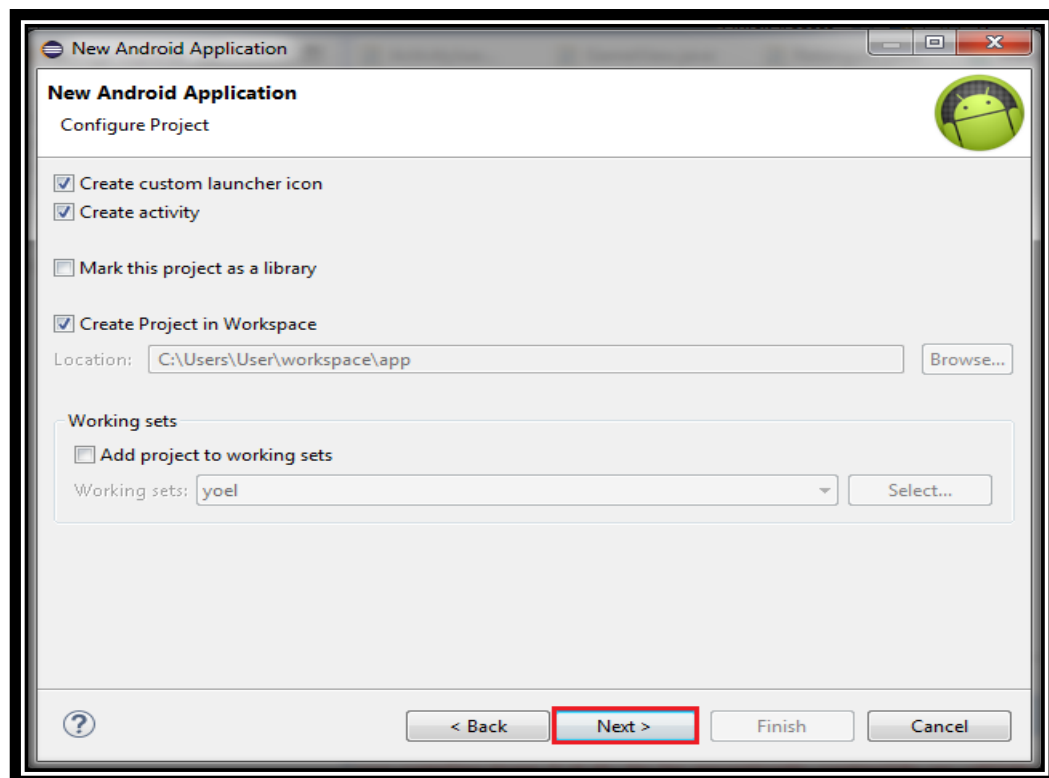 New Android Application
New Android Application
Configure Project
Create custom launcher icon
Create activity
Mark this project as a library
Create Project in Workspace
Location: C:\Users\User\workspace\app Browse...
Working sets
Add project to working sets
Working sets: yoel Select...
? < Back Next > Finish Cancel